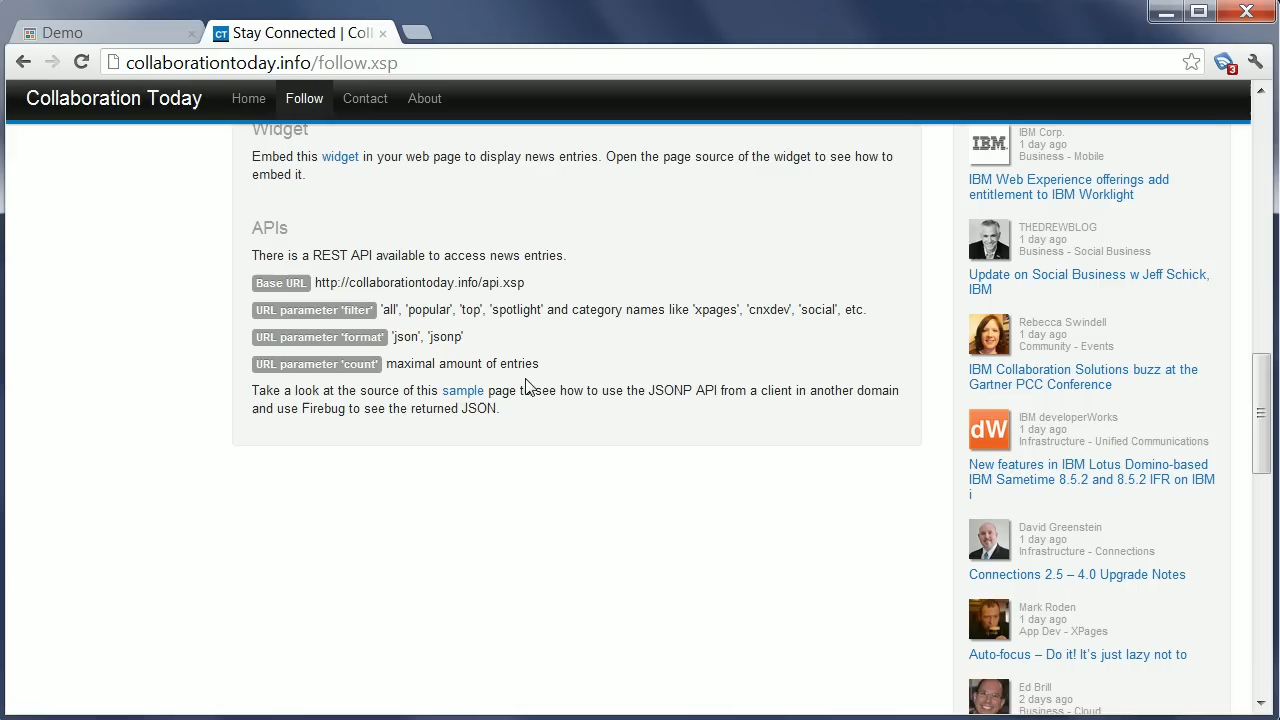 Demo
Stay Connected | Coll
collaborationtoday.info/follow.xsp
3
Collaboration Today
Home
Follow
Contact
About
Widget
Embed this widget in your web page to display news entries. Open the page source of the widget to see how to
embed it.
APIs
There is a REST API available to access news entries.
Base URL http://collaborationtoday.info/api.xsp
URL parameter 'filter' 'all', 'popular', 'top', 'spotlight' and category names like 'xpages', 'cnxdev', 'social', etc.
URL parameter 'format' 'json', 'jsonp'
URL parameter 'count' maximal amount of entries
Take a look at the source of this sample page to see how to use the JSONP API from a client in another domain
and use Firebug to see the returned JSON.
IBM
IBM Corp.
1 day ago
Business - Mobile
IBM Web Experience offerings add
entitlement to IBM Worklight
THEDREWBLOG
1 day ago
Business - Social Business
Update on Social Business w Jeff Schick,
IBM
Rebecca Swindell
1 day ago
Community - Events
IBM Collaboration Solutions buzz at the
Gartner PCC Conference
dW
IBM developerWorks
1 day ago
Infrastructure - Unified Communications
New features in IBM Lotus Domino-based
IBM Sametime 8.5.2 and 8.5.2 IFR on IBM
i
David Greenstein
1 day ago
Infrastructure - Connections
Connections 2.5 – 4.0 Upgrade Notes
Mark Roden
1 day ago
App Dev - XPages
Auto-focus – Do it! It's just lazy not to
Ed Brill
2 days ago
Business - Cloud